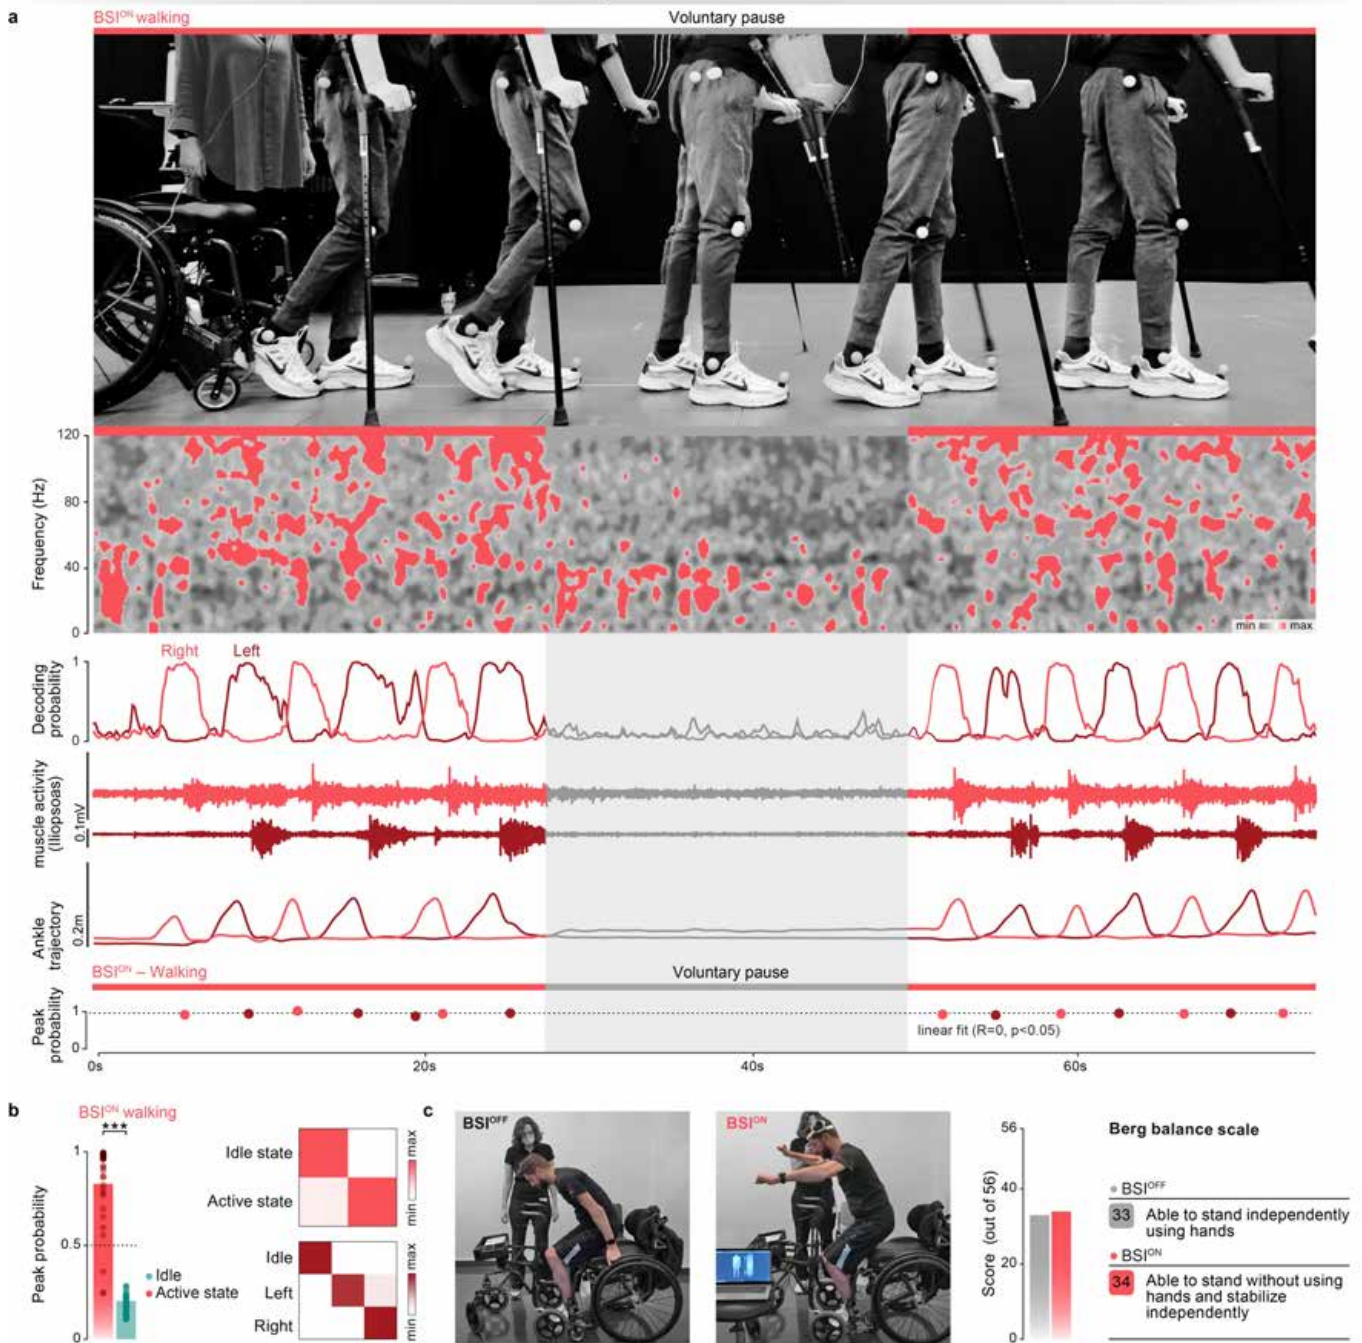 a
BSI^ON walking
Voluntary pause
Frequency (Hz)
120
80
40
0
min max
Right
Left
Decoding
probability
1
0
muscle activity
(Iliopsoas)
0.1mV
Ankle
trajectory
0.2m
BSI^ON – Walking
Voluntary pause
Peak
probability
1
0
linear fit (R=0, p<0.05)
0s
20s
40s
60s
b
BSI^ON walking
***
Peak probability
1
0.5
0
Idle
Active state
Idle state
Active state
min max
Idle
Left
Right
min max
c
BSI^OFF
BSI^ON
Score (out of 56)
56
40
20
0
Berg balance scale
BSI^OFF
33 Able to stand independently
using hands
BSI^ON
34 Able to stand without using
hands and stabilize
independently